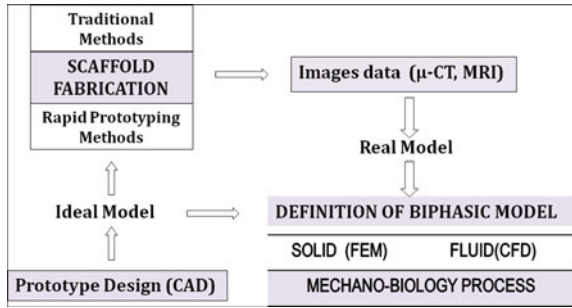 Traditional
Methods
SCAFFOLD
FABRICATION
Rapid Prototyping
Methods
Images data (μ-CT, MRI)
Real Model
Ideal Model
DEFINITION OF BIPHASIC MODEL
SOLID (FEM) FLUID(CFD)
Prototype Design (CAD)
MECHANO-BIOLOGY PROCESS